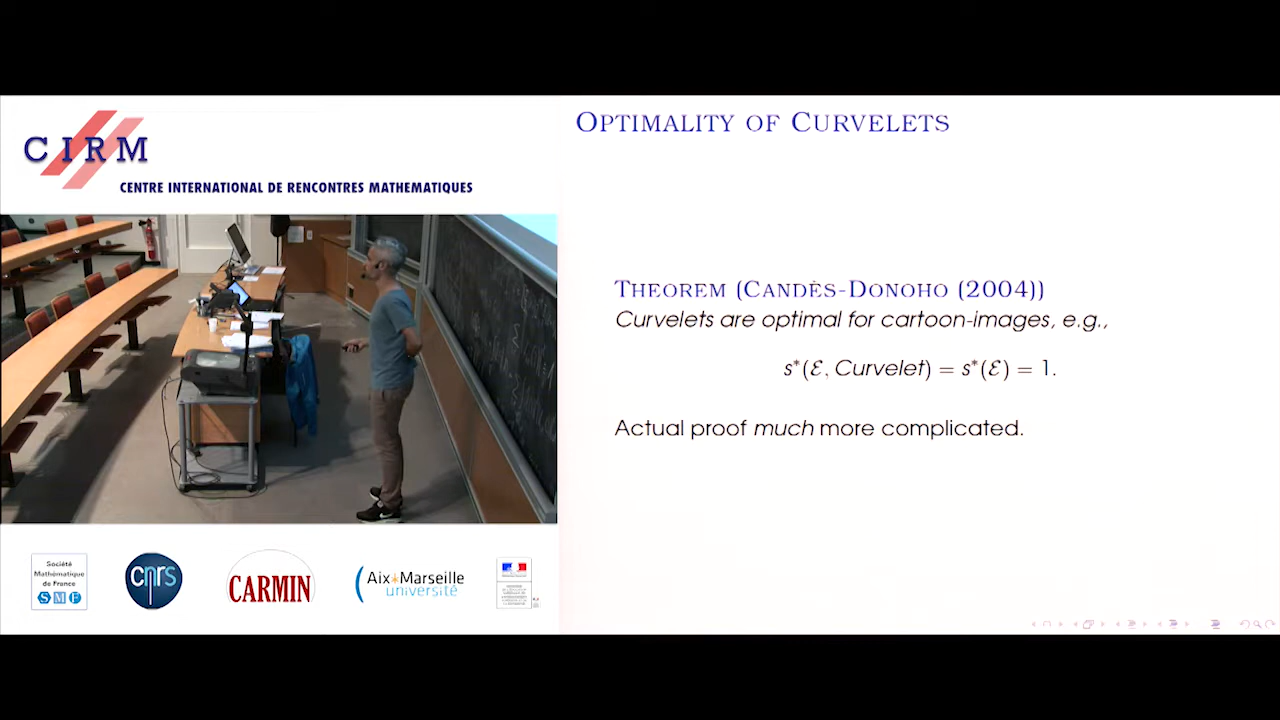 CIRM
CENTRE INTERNATIONAL DE RENCONTRES MATHEMATIQUES
OPTIMALITY OF CURVELETS
THEOREM (CANDÈS-DONOHO (2004))
Curvelets are optimal for cartoon-images, e.g.,
s*(ℰ, Curvelet) = s*(ℰ) = 1.
Actual proof much more complicated.
Société
Mathématique
de France
SMF
cnrs
CARMIN
Aix*Marseille
université